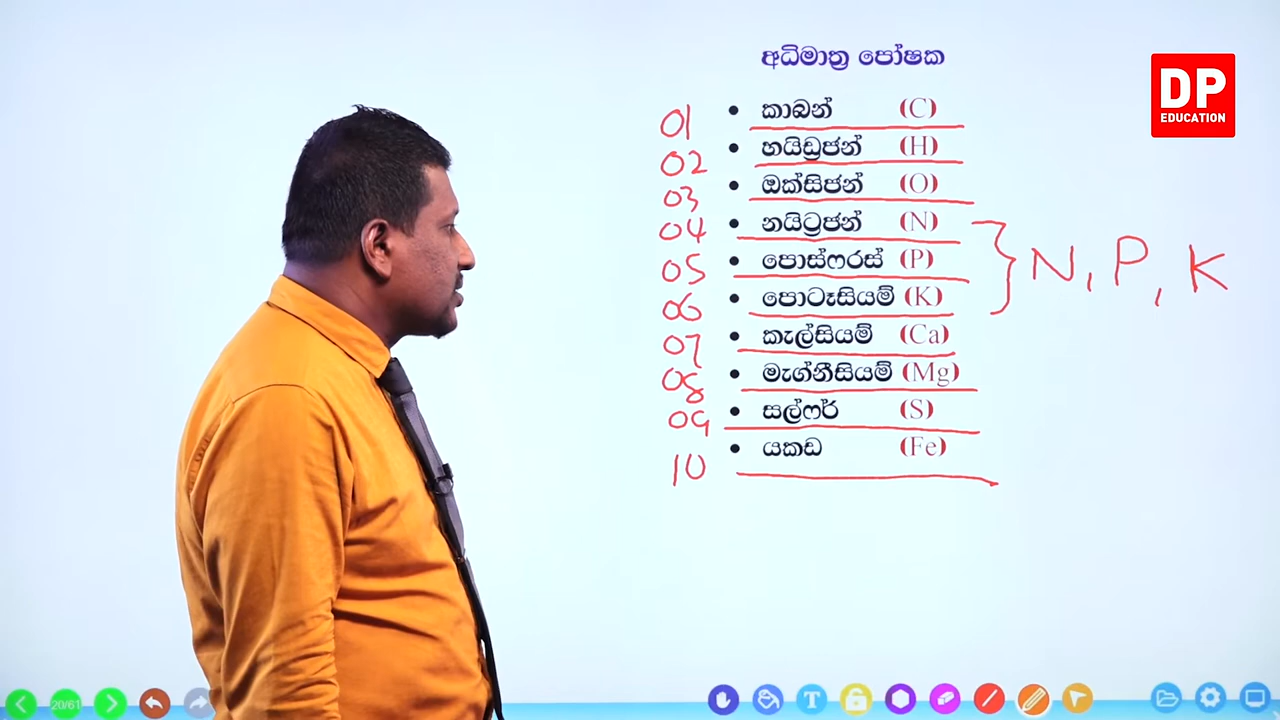 අධිමාත්‍ර පෝෂක
DP
EDUCATION
01 • කාබන් (C)
02 • හයිඩ්‍රජන් (H)
03 • ඔක්සිජන් (O)
04 • නයිට්‍රජන් (N)
05 • පොස්ෆරස් (P)
06 • පොටෑසියම් (K)
N, P, K
07 • කැල්සියම් (Ca)
08 • මැග්නීසියම් (Mg)
09 • සල්ෆර් (S)
10 • යකඩ (Fe)
20/61
T